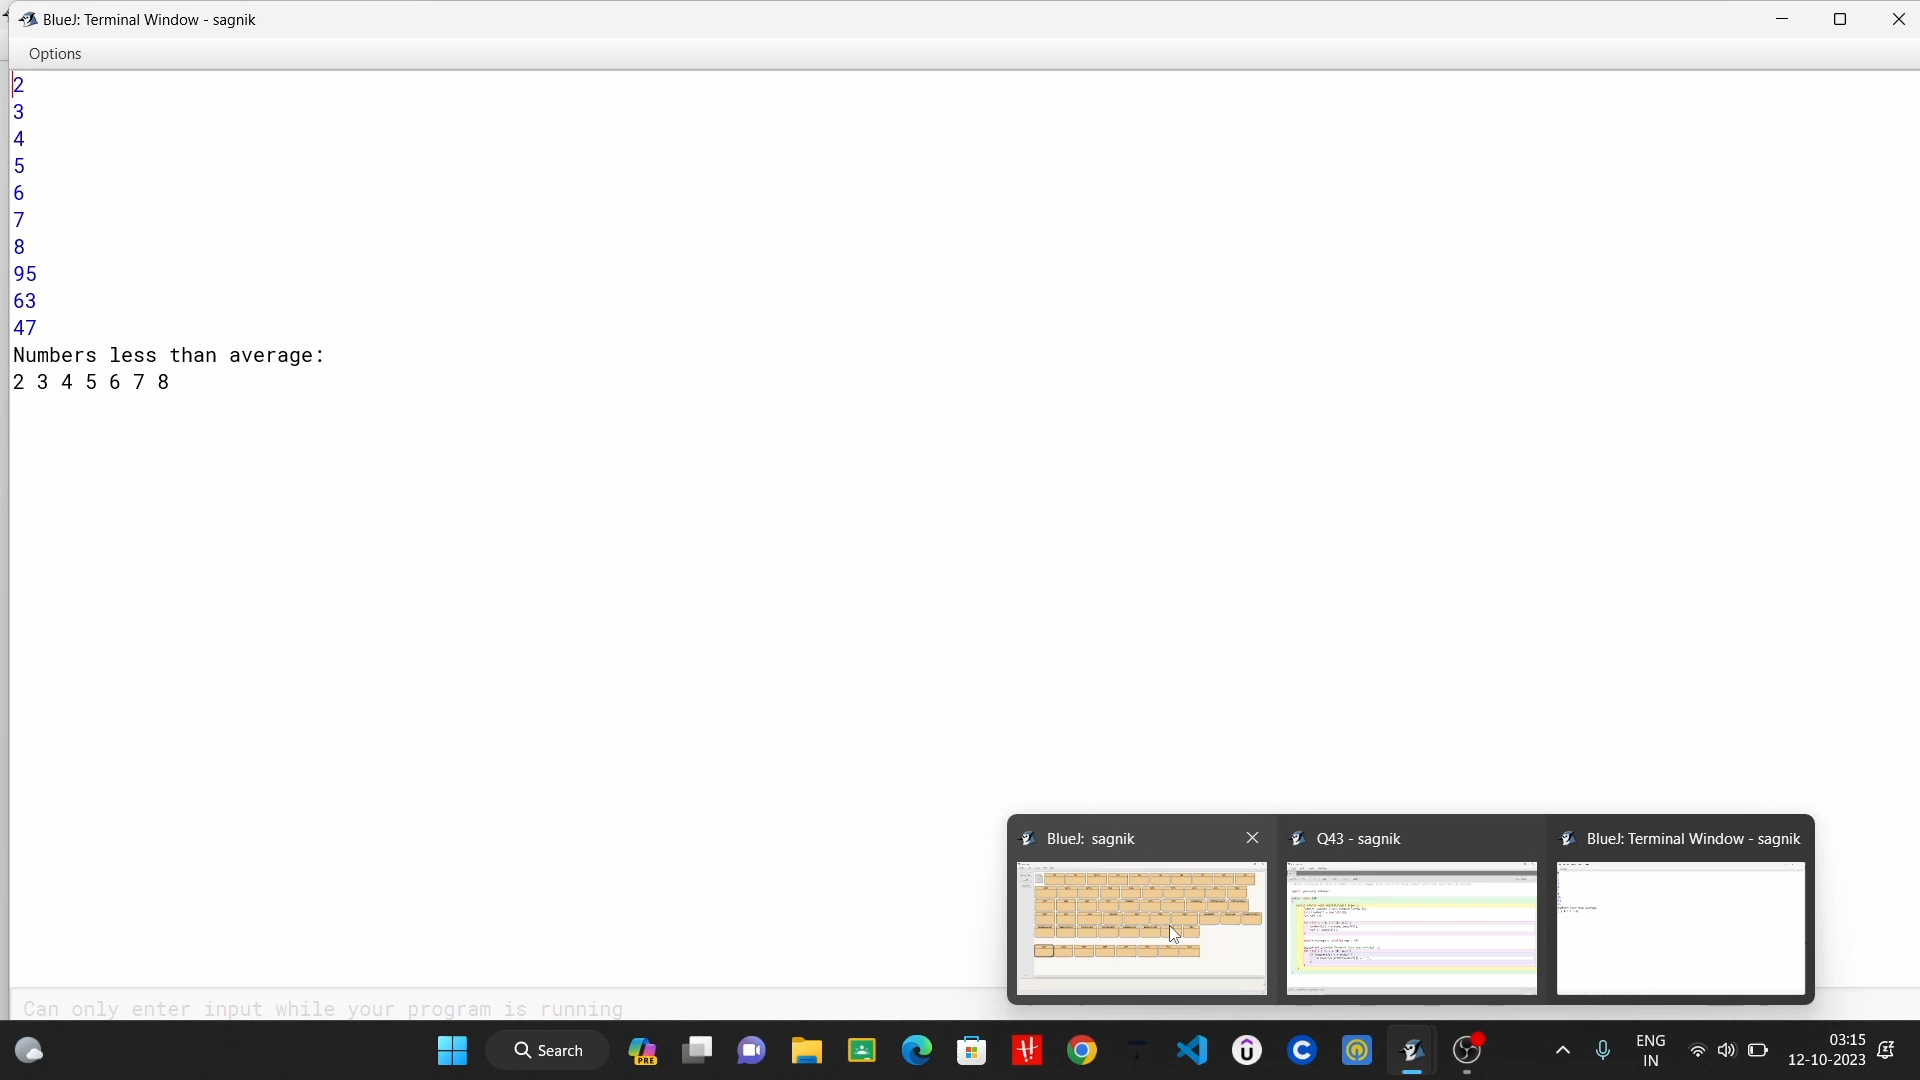 BlueJ: Terminal Window - sagnik
Options
2
3
4
5
6
7
8
95
63
47
Numbers less than average:
2 3 4 5 6 7 8
BlueJ: sagnik
Q43 - sagnik
BlueJ: Terminal Window - sagnik
Can only enter input while your program is running
Search
PRE
ENG
IN
03:15
12-10-2023